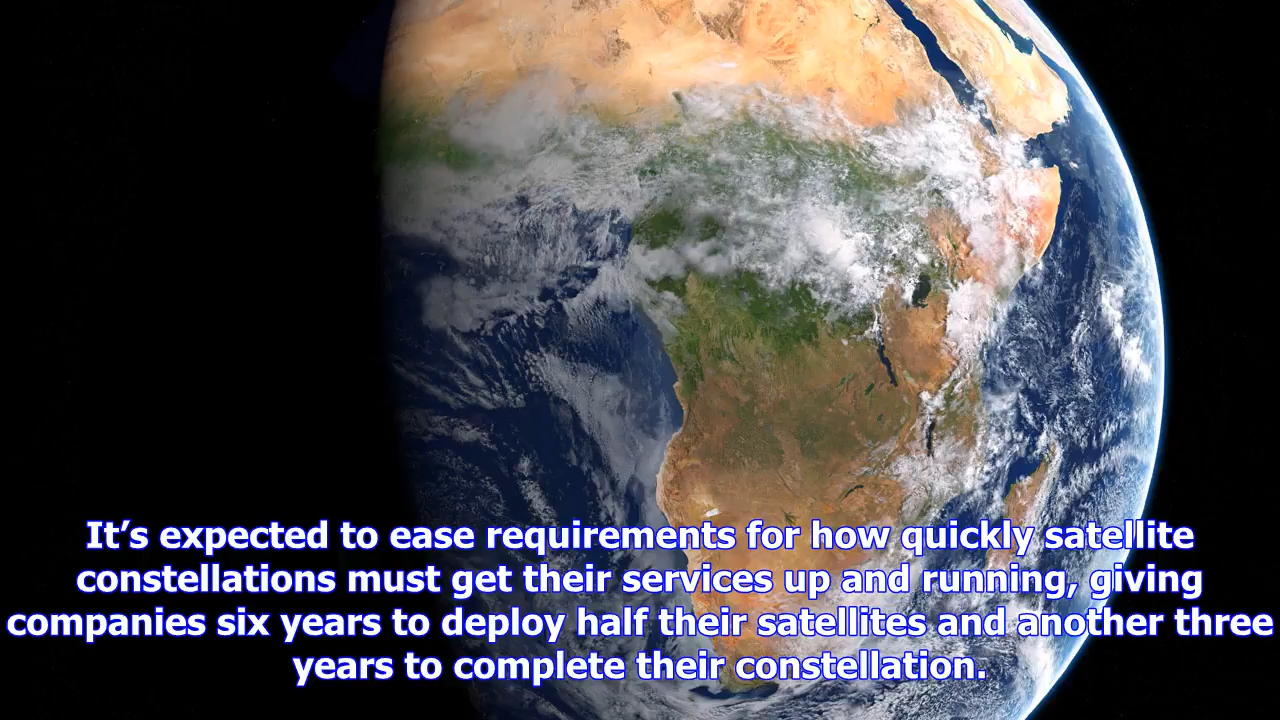 It’s expected to ease requirements for how quickly satellite
constellations must get their services up and running, giving
companies six years to deploy half their satellites and another three
years to complete their constellation.